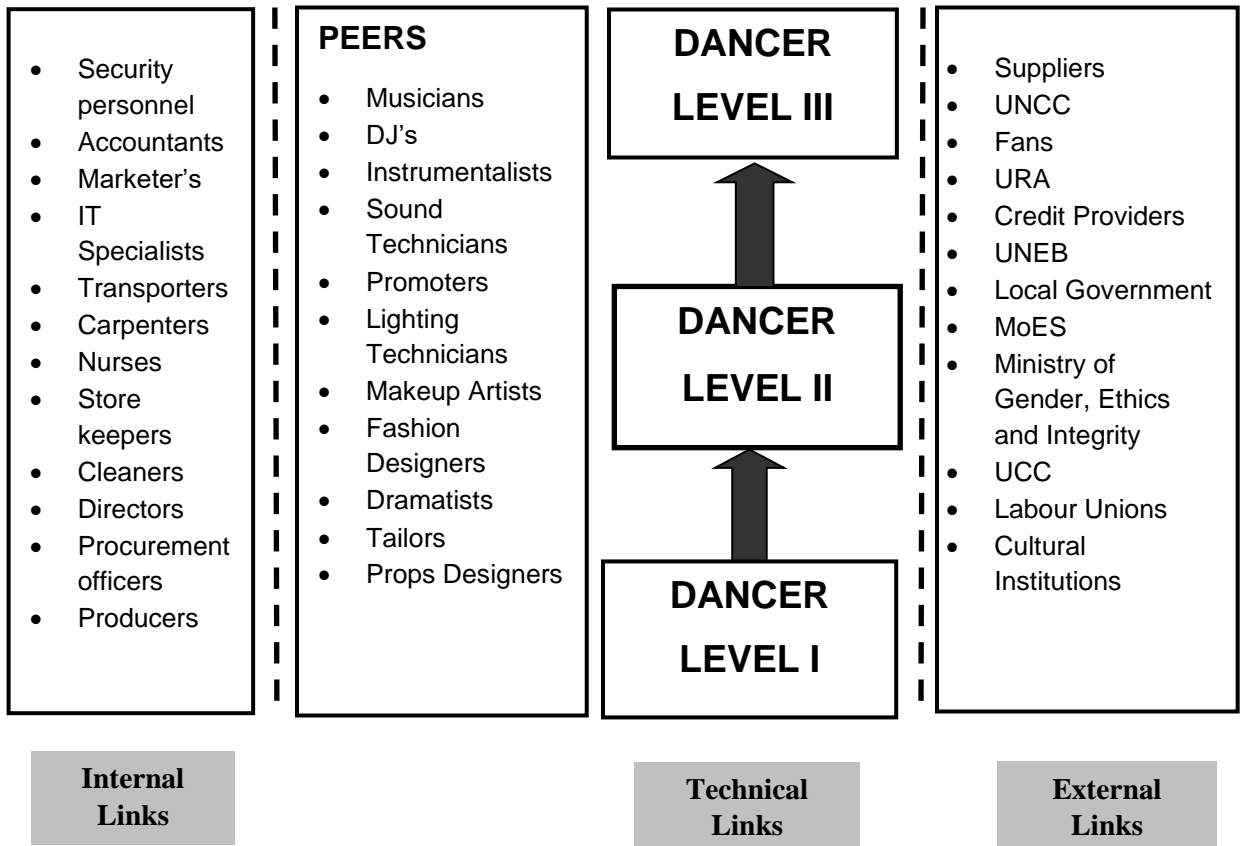 • Security
personnel
• Accountants
• Marketer's
• IT
Specialists
• Transporters
• Carpenters
• Nurses
• Store
keepers
• Cleaners
• Directors
• Procurement
officers
• Producers
PEERS
• Musicians
• DJ's
• Instrumentalists
• Sound
Technicians
• Promoters
• Lighting
Technicians
• Makeup Artists
• Fashion
Designers
• Dramatists
• Tailors
• Props Designers
DANCER
LEVEL III
DANCER
LEVEL II
DANCER
LEVEL I
• Suppliers
• UNCC
• Fans
• URA
• Credit Providers
• UNEB
• Local Government
• MoES
• Ministry of
Gender, Ethics
and Integrity
• UCC
• Labour Unions
• Cultural
Institutions
Internal
Links
Technical
Links
External
Links